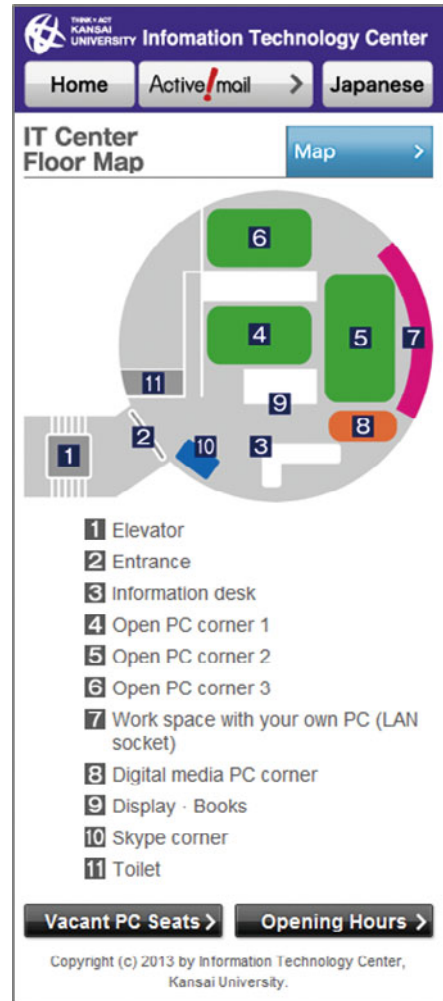 THINK × ACT
KANSAI
UNIVERSITY Infomation Technology Center
Home Active!mail > Japanese
IT Center
Floor Map
Map >
6
4
5
7
11
9
8
2
10
3
1
1 Elevator
2 Entrance
3 Information desk
4 Open PC corner 1
5 Open PC corner 2
6 Open PC corner 3
7 Work space with your own PC (LAN
socket)
8 Digital media PC corner
9 Display · Books
10 Skype corner
11 Toilet
Vacant PC Seats > Opening Hours >
Copyright (c) 2013 by Information Technology Center,
Kansai University.